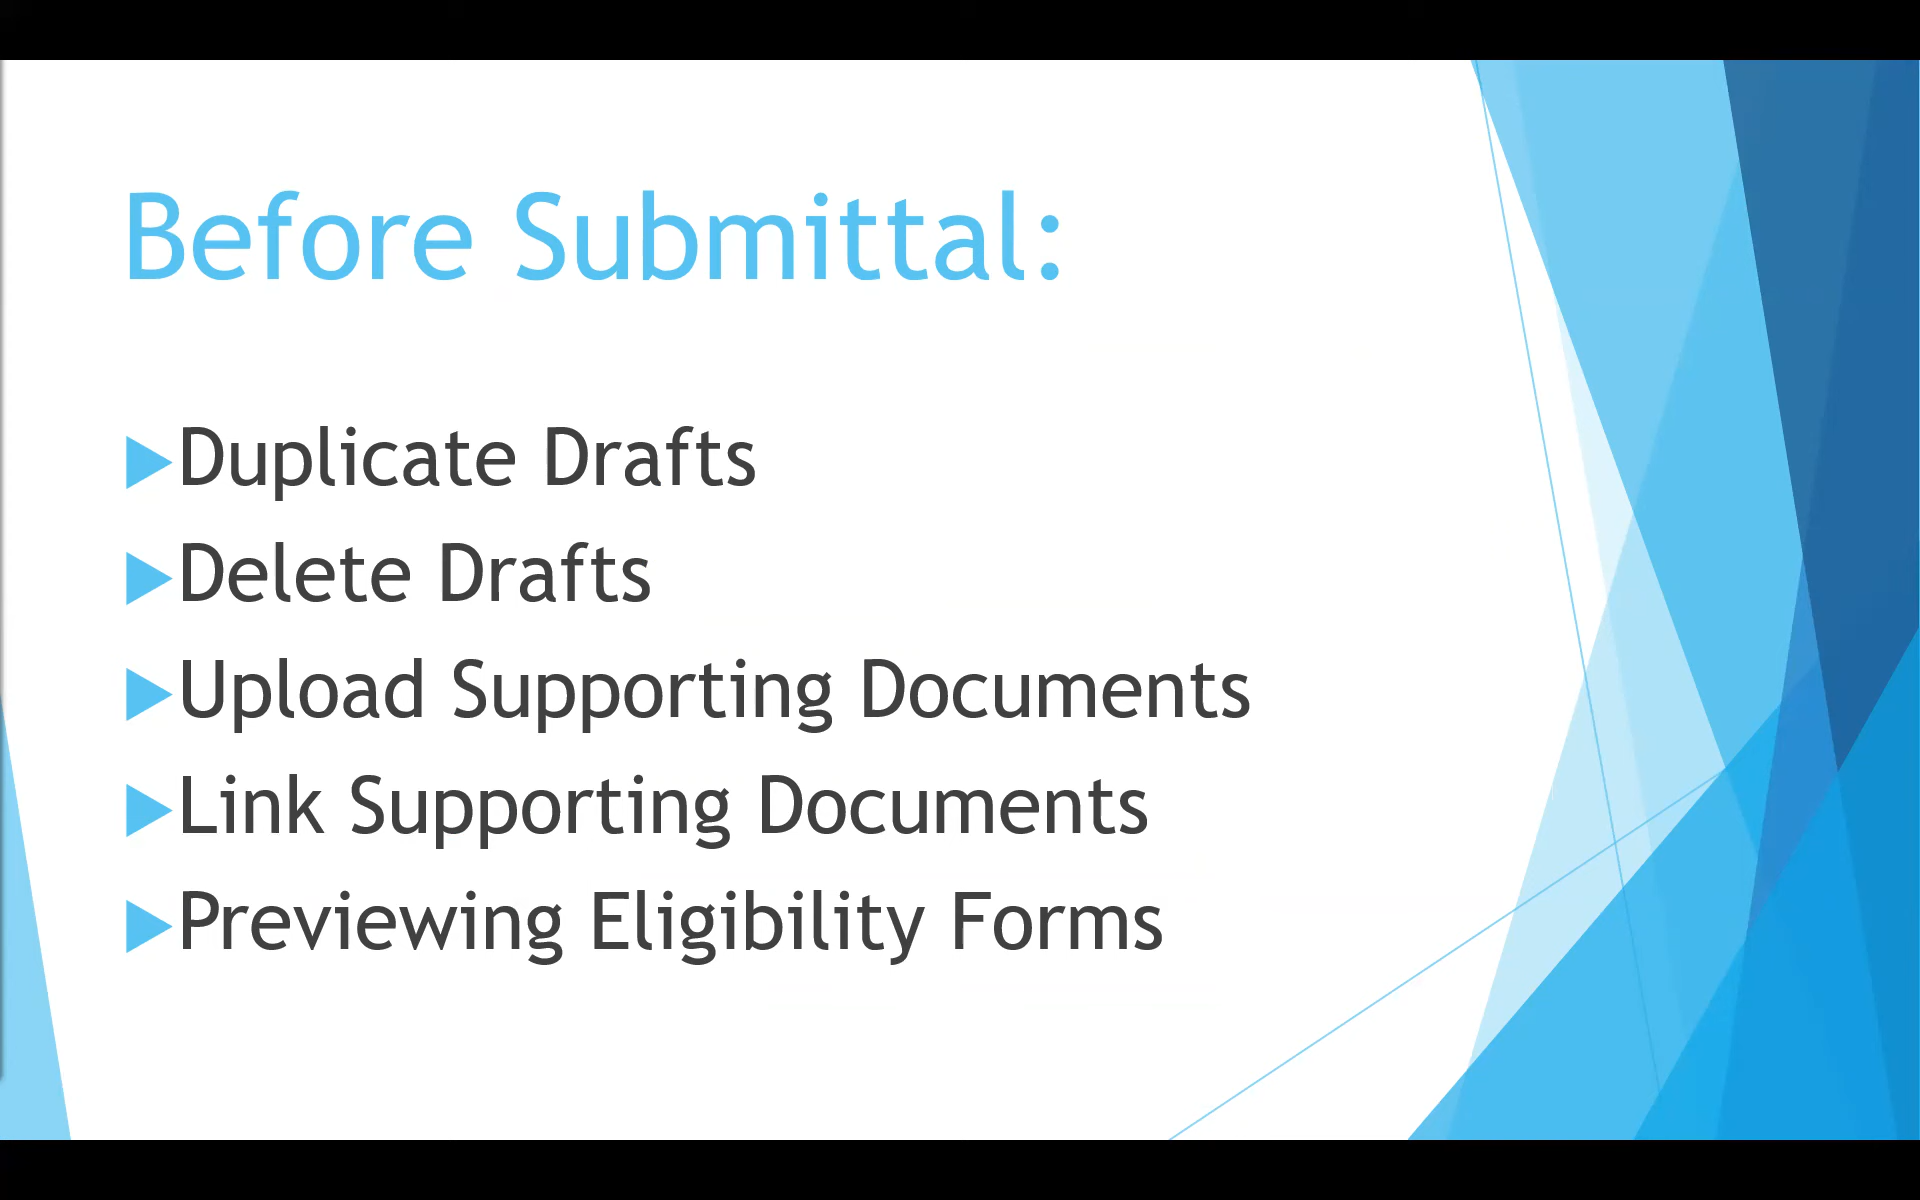 Before Submittal:
Duplicate Drafts
Delete Drafts
Upload Supporting Documents
Link Supporting Documents
Previewing Eligibility Forms